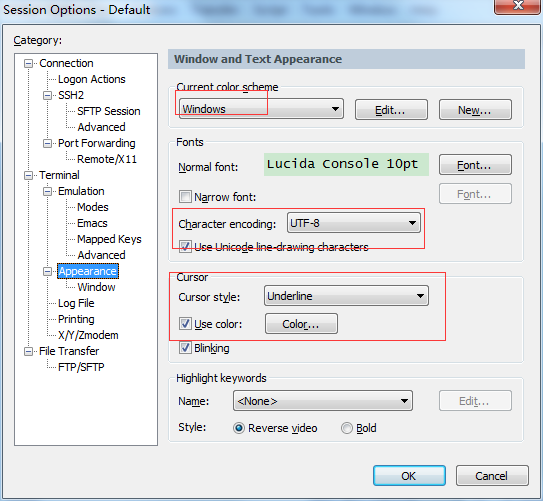 Session Options - Default
Category:
Connection
Logon Actions
SSH2
SFTP Session
Advanced
Port Forwarding
Remote/X11
Terminal
Emulation
Modes
Emacs
Mapped Keys
Advanced
Appearance
Window
Log File
Printing
X/Y/Zmodem
File Transfer
FTP/SFTP
Window and Text Appearance
Current color scheme
Windows Edit... New...
Fonts
Normal font: Lucida Console 10pt Font...
Narrow font: Font...
Character encoding: UTF-8
Use Unicode line-drawing characters
Cursor
Cursor style: Underline
Use color: Color...
Blinking
Highlight keywords
Name: <None> Edit...
Style: Reverse video Bold
OK Cancel